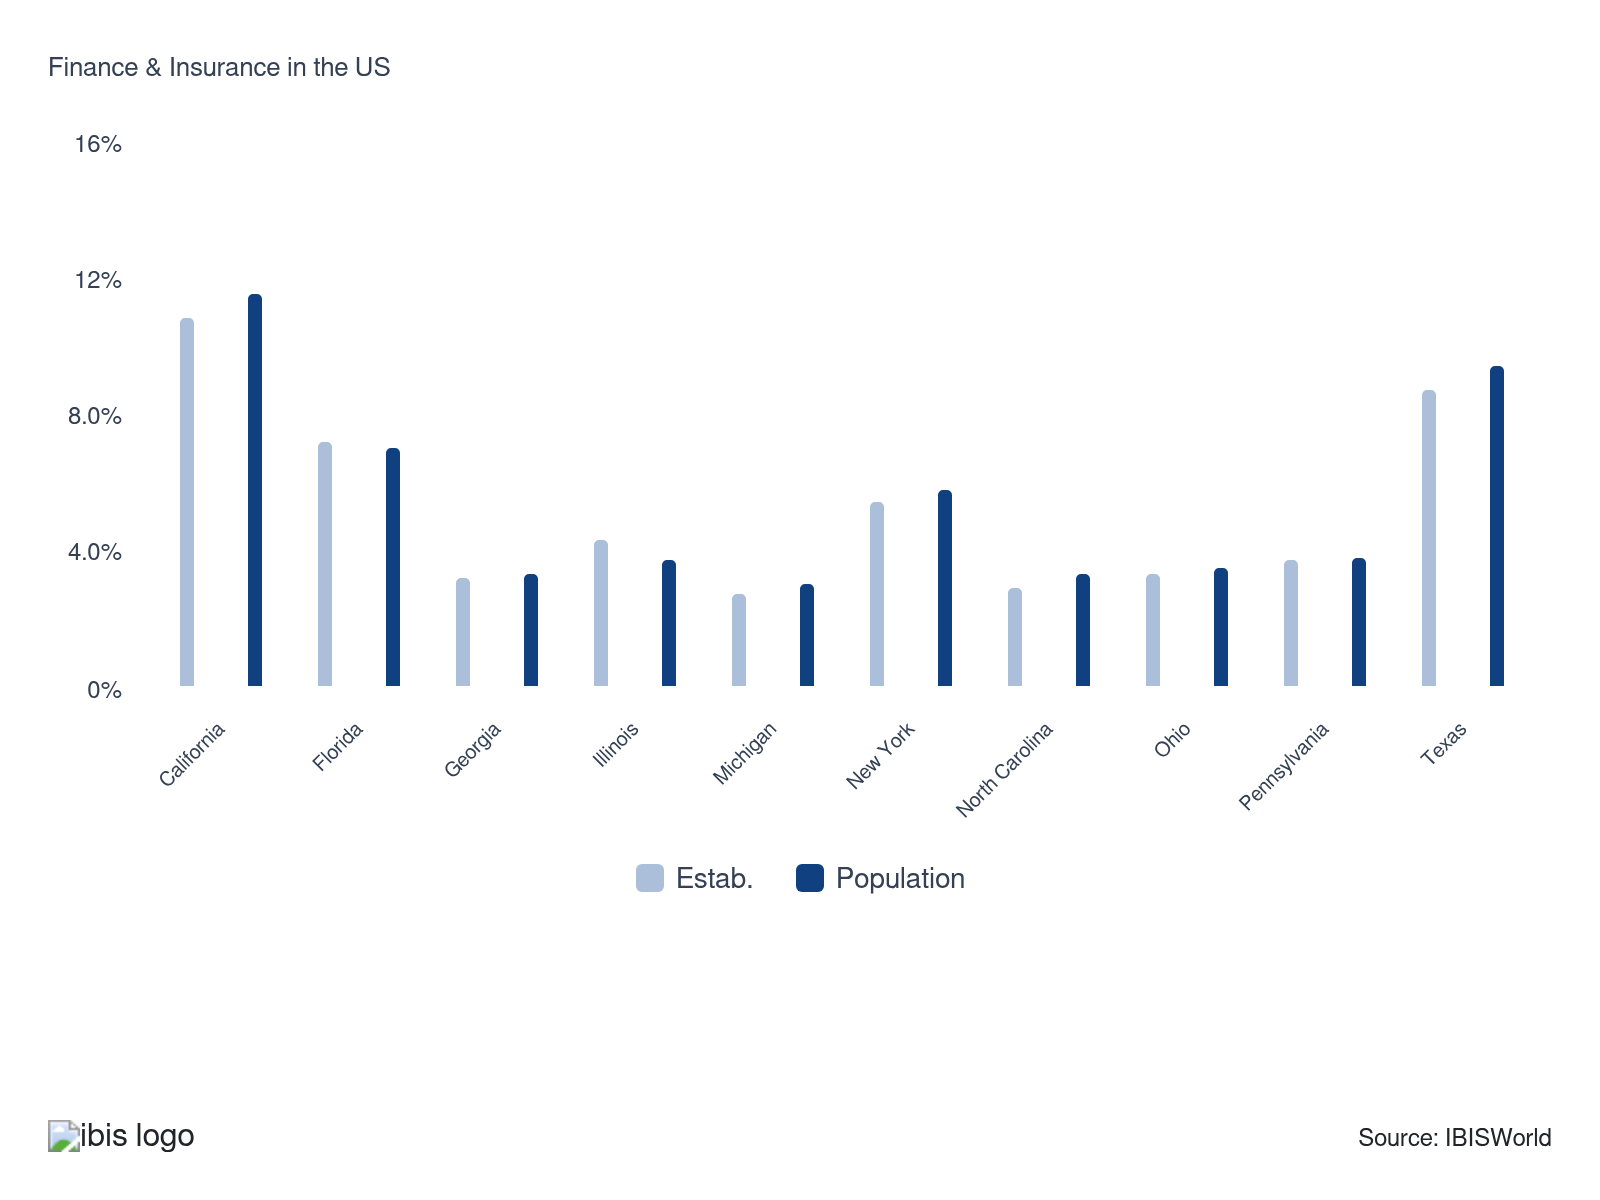 Finance & Insurance in the US
16%
12%
8.0%
4.0%
0%
California
Florida
Georgia
Illinois
Michigan
New York
North Carolina
Ohio
Pennsylvania
Texas
Estab.
Population
ibis logo
Source: IBISWorld